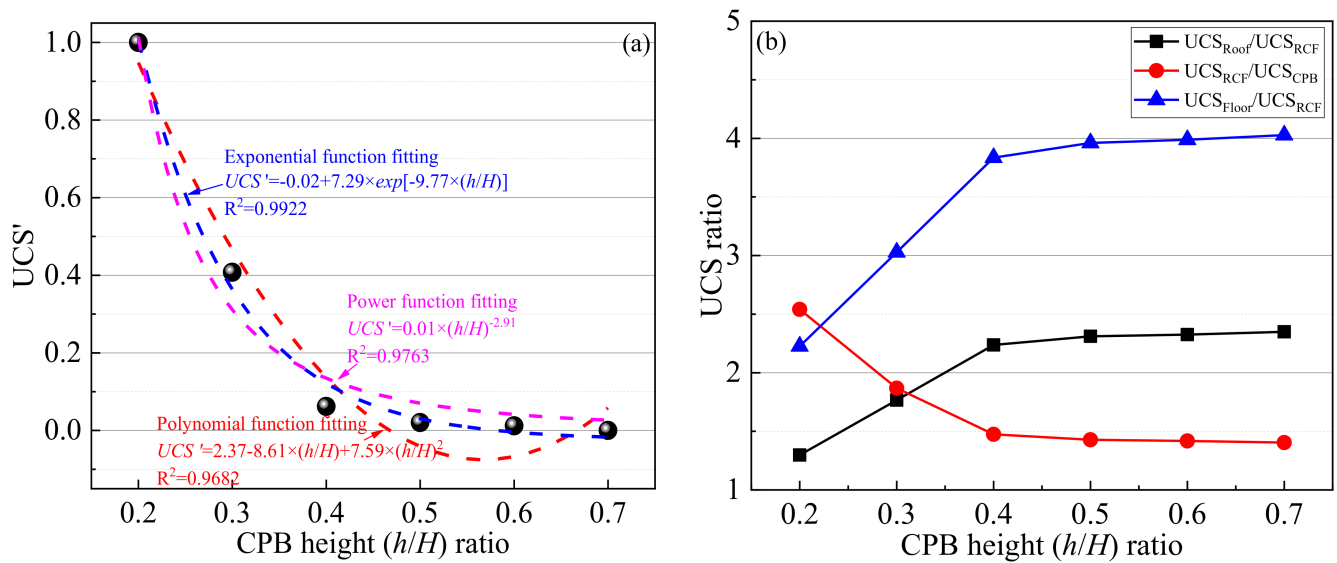 (a)
UCS'
1.0
0.8
0.6
0.4
0.2
0.0
Exponential function fitting
UCS '=-0.02+7.29×exp[-9.77×(h/H)]
R²=0.9922
Power function fitting
UCS '=0.01×(h/H)^-2.91
R²=0.9763
Polynomial function fitting
UCS '=2.37-8.61×(h/H)+7.59×(h/H)²
R²=0.9682
0.2 0.3 0.4 0.5 0.6 0.7
CPB height (h/H) ratio
(b)
UCS ratio
5
4
3
2
1
UCS_Roof/UCS_RCF
UCS_RCF/UCS_CPB
UCS_Floor/UCS_RCF
0.2 0.3 0.4 0.5 0.6 0.7
CPB height (h/H) ratio